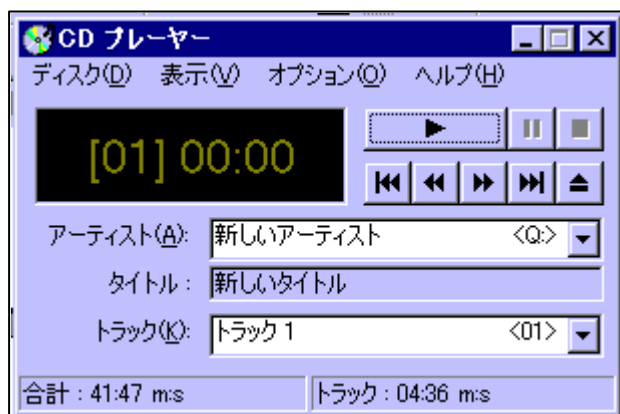 CD プレーヤー
ディスク(D) 表示(V) オプション(O) ヘルプ(H)
[01] 00:00
アーティスト(A): 新しいアーティスト <Q:>
タイトル : 新しいタイトル
トラック(K): トラック 1 <01>
合計 : 41:47 m:s トラック : 04:36 m:s